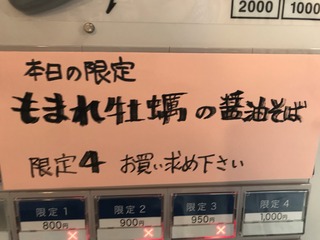 2000 1000
本日の限定
もまれ牡蠣の醤油そば
限定4 お買い求め下さい
限定1 限定2 限定3 限定4
800円 900円 950円 1,000円